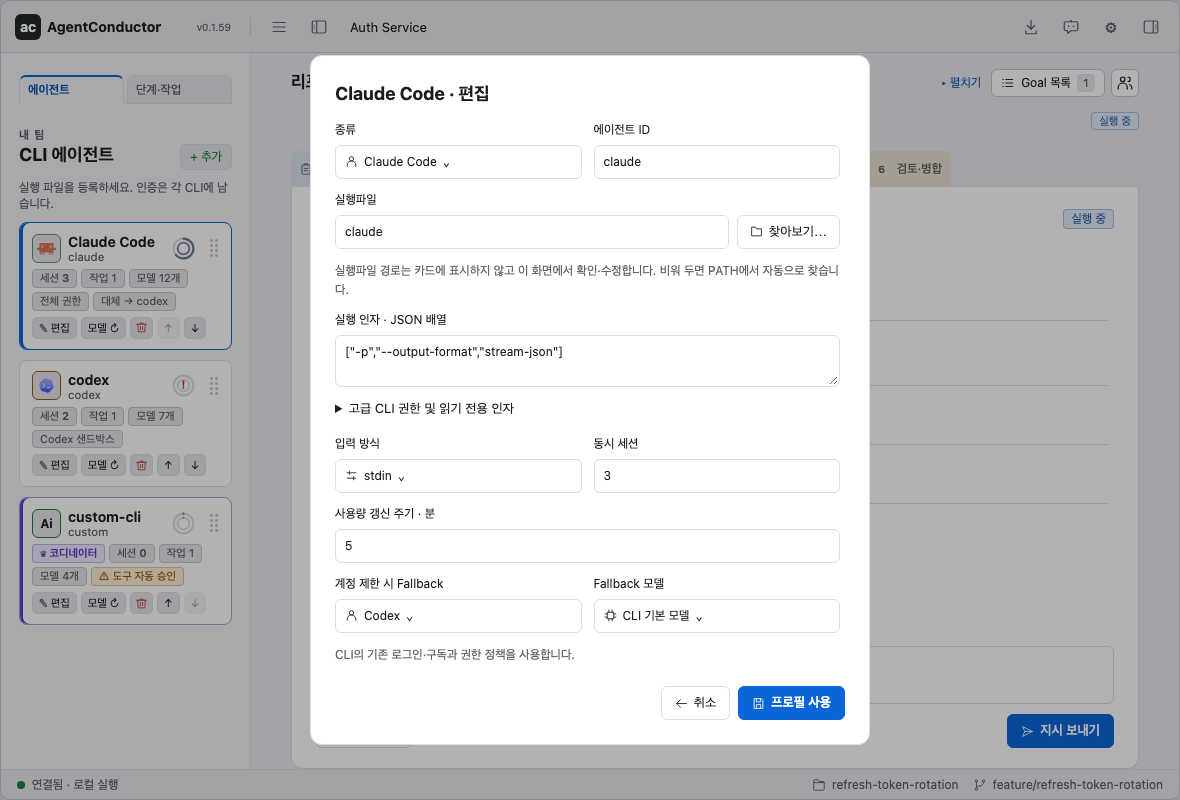 ac AgentConductor v0.1.59 Auth Service
에이전트 단계·작업
내 팀
CLI 에이전트 + 추가
실행 파일을 등록하세요. 인증은 각 CLI에 남
습니다.
Claude Code
claude
세션 3 작업 1 모델 12개
전체 권한 대체 → codex
✎ 편집 모델 ↻ ↑ ↓
codex
codex
세션 2 작업 1 모델 7개
Codex 샌드박스
✎ 편집 모델 ↻ ↑ ↓
Ai custom-cli
custom
♛ 코디네이터 세션 0 작업 1
모델 4개 ⚠ 도구 자동 승인
✎ 편집 모델 ↻ ↑ ↓
▸ 펼치기 Goal 목록 1
실행 중
6 검토·병합
실행 중
Claude Code · 편집
종류 에이전트 ID
Claude Code claude
실행파일
claude 찾아보기…
실행파일 경로는 카드에 표시하지 않고 이 화면에서 확인·수정합니다. 비워 두면 PATH에서 자동으로 찾습니
다.
실행 인자 · JSON 배열
["-p","--output-format","stream-json"]
▶ 고급 CLI 권한 및 읽기 전용 인자
입력 방식 동시 세션
stdin 3
사용량 갱신 주기 · 분
5
계정 제한 시 Fallback Fallback 모델
Codex CLI 기본 모델
CLI의 기존 로그인·구독과 권한 정책을 사용합니다.
← 취소 프로필 사용
지시 보내기
연결됨 · 로컬 실행 refresh-token-rotation feature/refresh-token-rotation